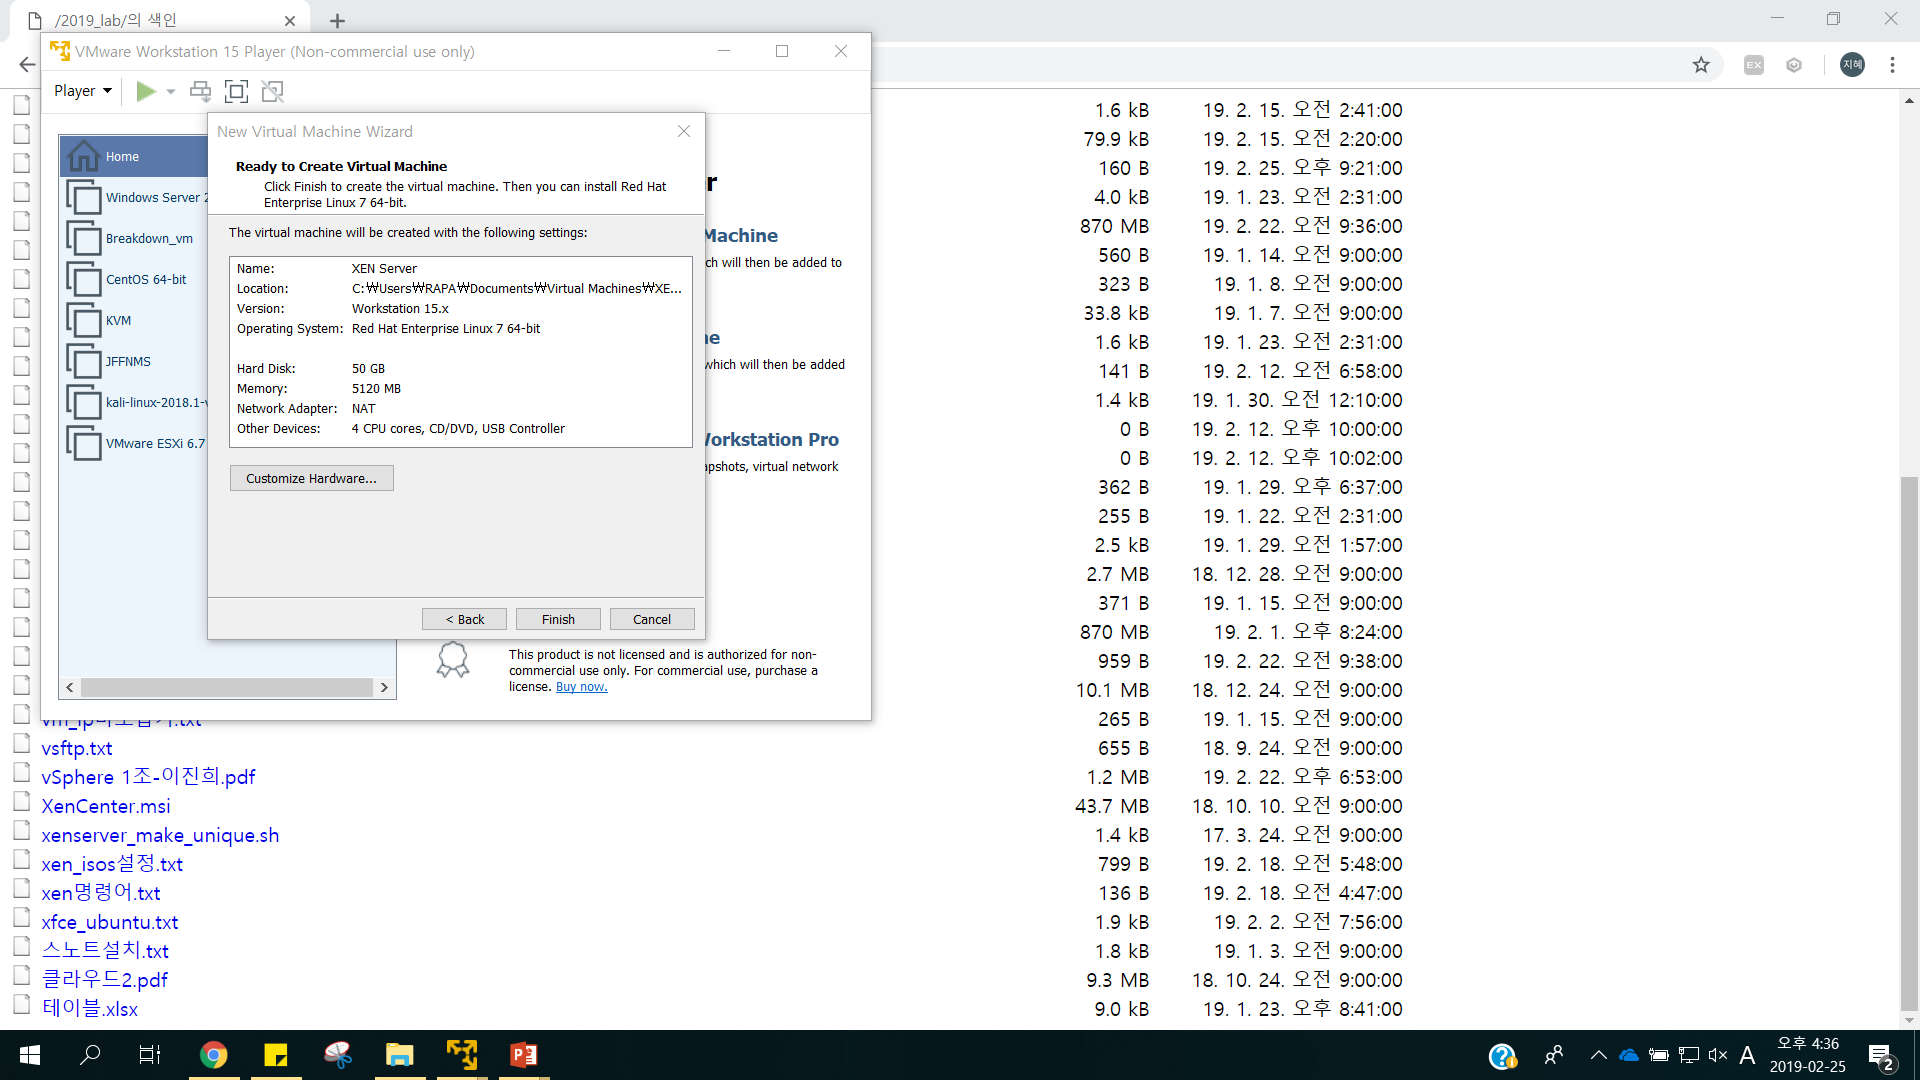 /2019_lab/의 색인
VMware Workstation 15 Player (Non-commercial use only)
Player
EX
지혜
New Virtual Machine Wizard
Ready to Create Virtual Machine
Click Finish to create the virtual machine. Then you can install Red Hat
Enterprise Linux 7 64-bit.
The virtual machine will be created with the following settings:
Name: XEN Server
Location: C:₩Users₩RAPA₩Documents₩Virtual Machines₩XE...
Version: Workstation 15.x
Operating System: Red Hat Enterprise Linux 7 64-bit
Hard Disk: 50 GB
Memory: 5120 MB
Network Adapter: NAT
Other Devices: 4 CPU cores, CD/DVD, USB Controller
Customize Hardware...
< Back
Finish
Cancel
Home
Windows Server 2
Breakdown_vm
CentOS 64-bit
KVM
JFFNMS
kali-linux-2018.1-v
VMware ESXi 6.7
r
Machine
ch will then be added to
ne
which will then be added
Workstation Pro
apshots, virtual network
This product is not licensed and is authorized for non-
commercial use only. For commercial use, purchase a
license. Buy now.
1.6 kB 19. 2. 15. 오전 2:41:00
79.9 kB 19. 2. 15. 오전 2:20:00
160 B 19. 2. 25. 오후 9:21:00
4.0 kB 19. 1. 23. 오전 2:31:00
870 MB 19. 2. 22. 오전 9:36:00
560 B 19. 1. 14. 오전 9:00:00
323 B 19. 1. 8. 오전 9:00:00
33.8 kB 19. 1. 7. 오전 9:00:00
1.6 kB 19. 1. 23. 오전 2:31:00
141 B 19. 2. 12. 오전 6:58:00
1.4 kB 19. 1. 30. 오전 12:10:00
0 B 19. 2. 12. 오후 10:00:00
0 B 19. 2. 12. 오후 10:02:00
362 B 19. 1. 29. 오후 6:37:00
255 B 19. 1. 22. 오전 2:31:00
2.5 kB 19. 1. 29. 오전 1:57:00
2.7 MB 18. 12. 28. 오전 9:00:00
371 B 19. 1. 15. 오전 9:00:00
870 MB 19. 2. 1. 오후 8:24:00
959 B 19. 2. 22. 오전 9:38:00
10.1 MB 18. 12. 24. 오전 9:00:00
265 B 19. 1. 15. 오전 9:00:00
vsftp.txt 655 B 18. 9. 24. 오전 9:00:00
vSphere 1조-이진희.pdf 1.2 MB 19. 2. 22. 오후 6:53:00
XenCenter.msi 43.7 MB 18. 10. 10. 오전 9:00:00
xenserver_make_unique.sh 1.4 kB 17. 3. 24. 오전 9:00:00
xen_isos설정.txt 799 B 19. 2. 18. 오전 5:48:00
xen명령어.txt 136 B 19. 2. 18. 오전 4:47:00
xfce_ubuntu.txt 1.9 kB 19. 2. 2. 오전 7:56:00
스노트설치.txt 1.8 kB 19. 1. 3. 오전 9:00:00
클라우드2.pdf 9.3 MB 18. 10. 24. 오전 9:00:00
테이블.xlsx 9.0 kB 19. 1. 23. 오후 8:41:00
A
오후 4:36
2019-02-25
2